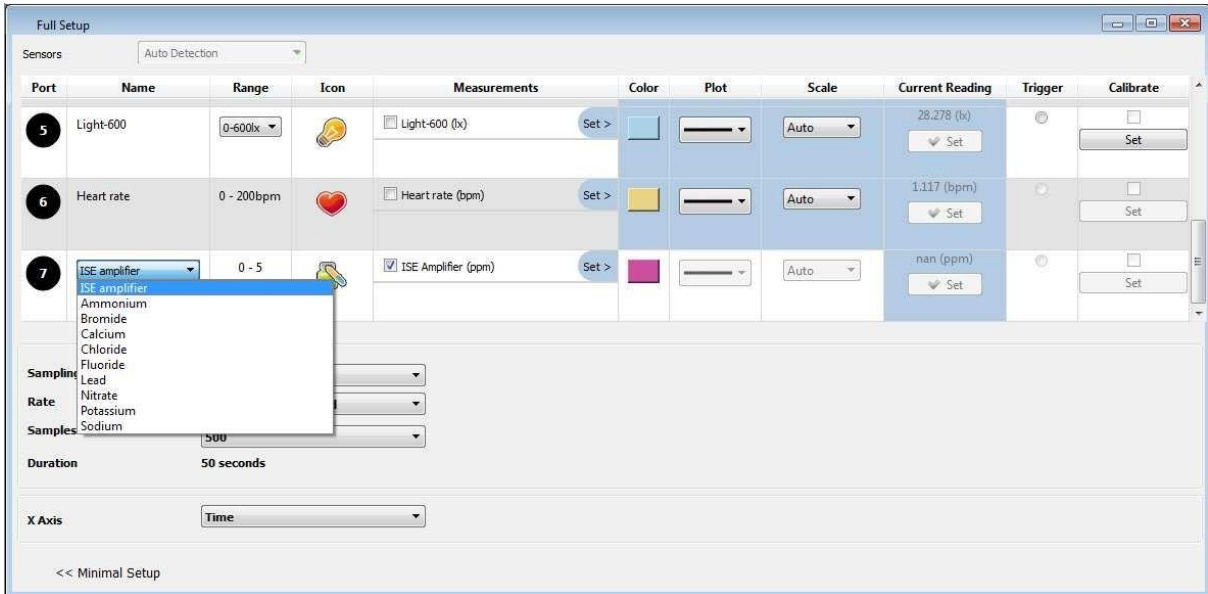 Full Setup
Sensors Auto Detection
Port Name Range Icon Measurements Color Plot Scale Current Reading Trigger Calibrate
5 Light-600 0-600lx Light-600 (lx) Set > Auto 28.278 (lx)
Set Set
6 Heart rate 0 - 200bpm Heart rate (bpm) Set > Auto 1.117 (bpm)
Set Set
7 ISE amplifier 0 - 5 ISE Amplifier (ppm) Set > Auto nan (ppm)
Set Set
ISE amplifier
Ammonium
Bromide
Calcium
Chloride
Fluoride
Lead
Nitrate
Potassium
Sodium
Sampling
Rate
Samples 500
Duration 50 seconds
X Axis Time
<< Minimal Setup